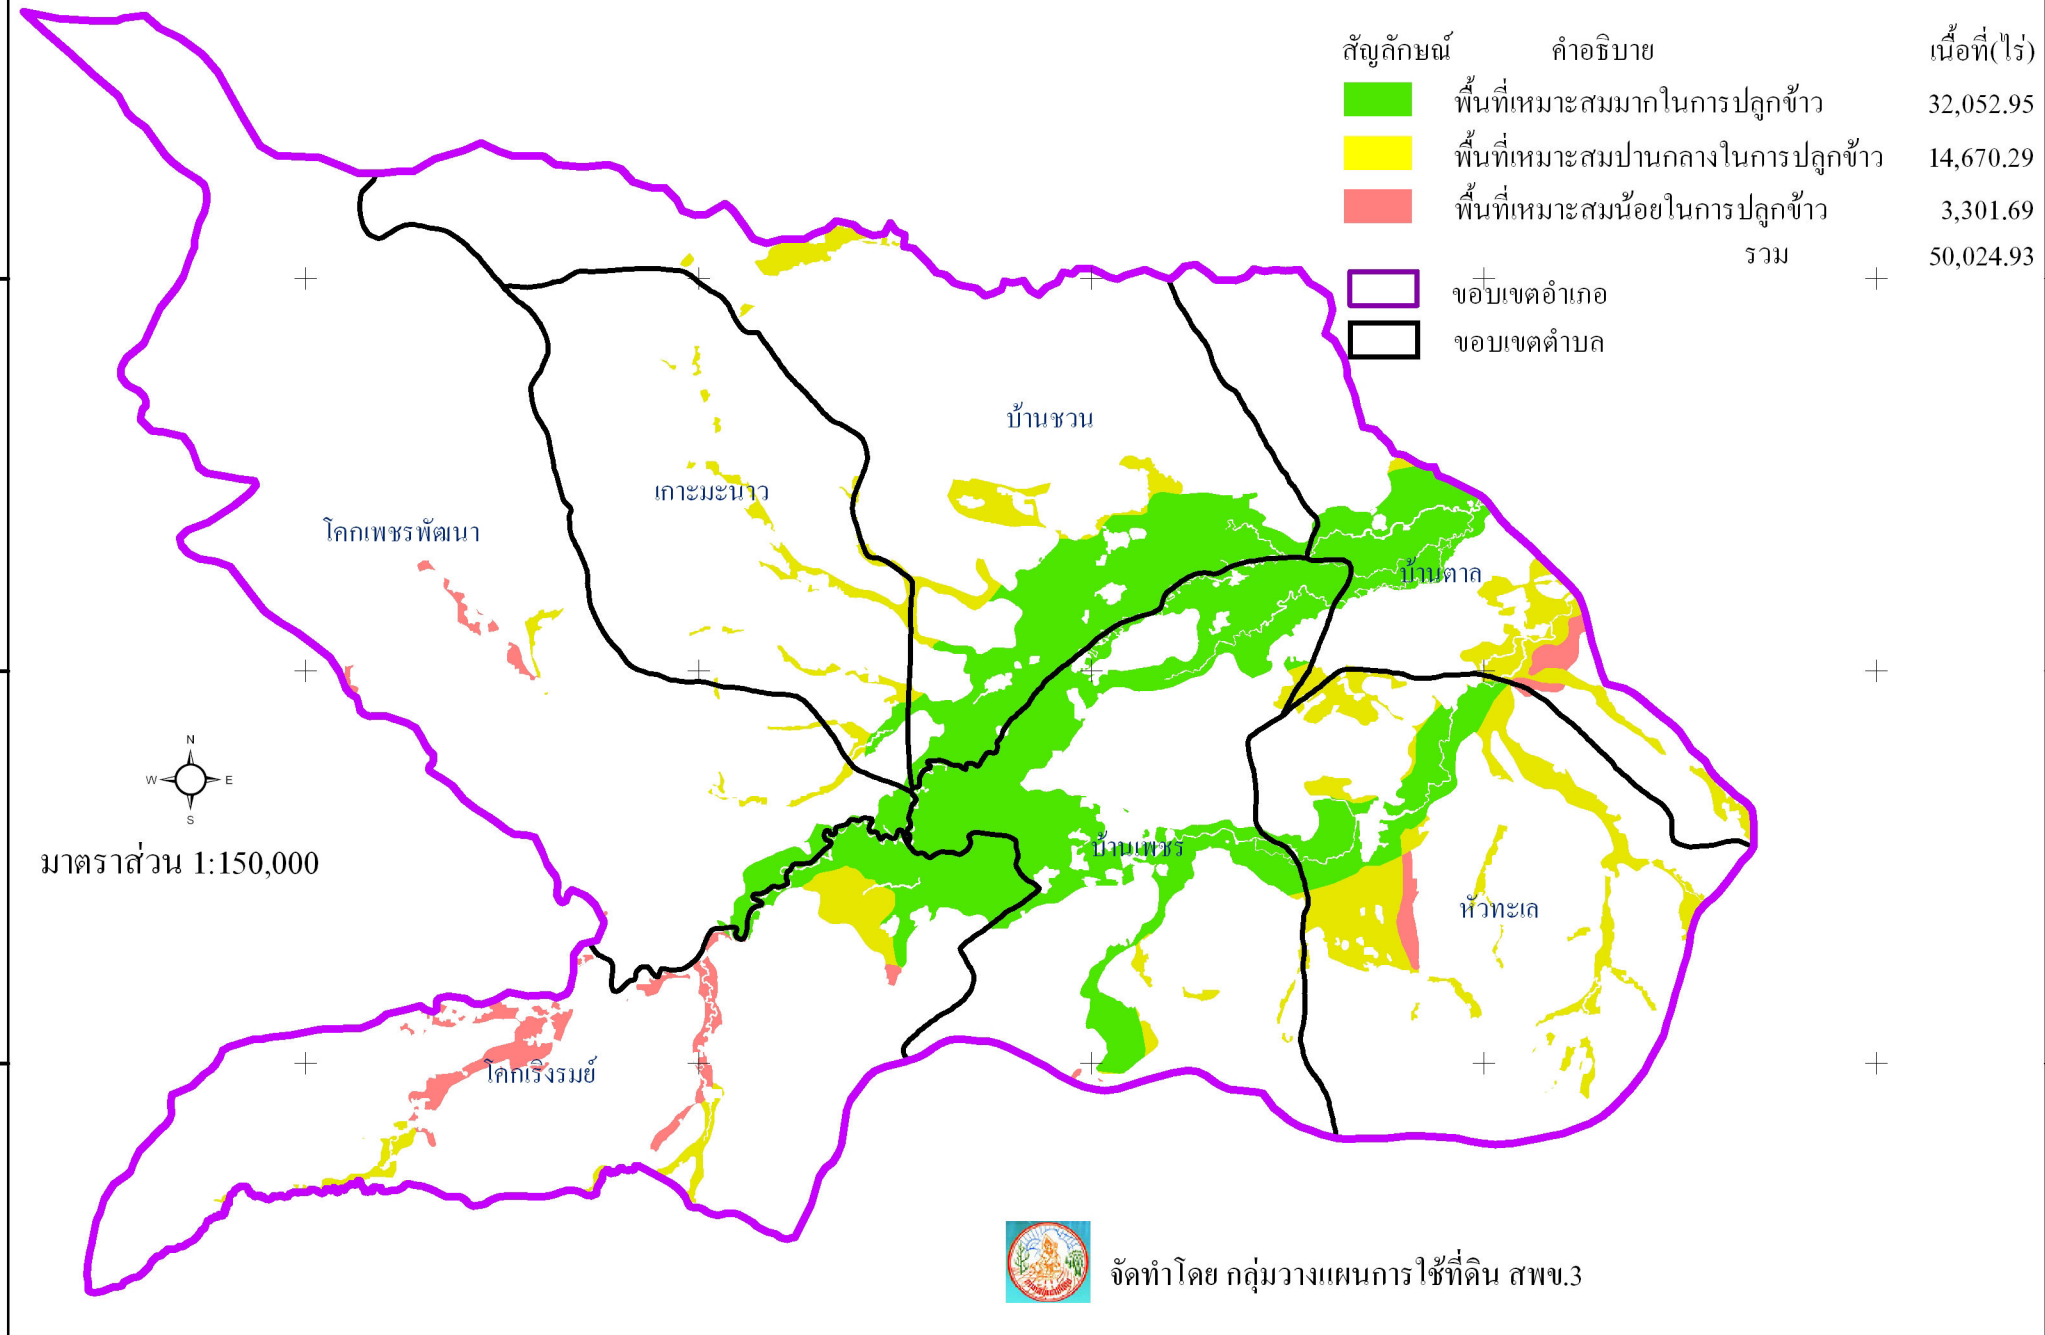 สัญลักษณ์ คำอธิบาย เนื้อที่(ไร่)
พื้นที่เหมาะสมมากในการปลูกข้าว 32,052.95
พื้นที่เหมาะสมปานกลางในการปลูกข้าว 14,670.29
พื้นที่เหมาะสมน้อยในการปลูกข้าว 3,301.69
รวม 50,024.93
ขอบเขตอำเภอ
ขอบเขตตำบล
บ้านชวน
เกาะมะนาว
โคกเพชรพัฒนา
บ้านตาล
N
W E
S
บ้านเพชร
มาตราส่วน 1:150,000
หัวทะเล
โคกเริงรมย์
จัดทำโดย กลุ่มวางแผนการใช้ที่ดิน สพข.3